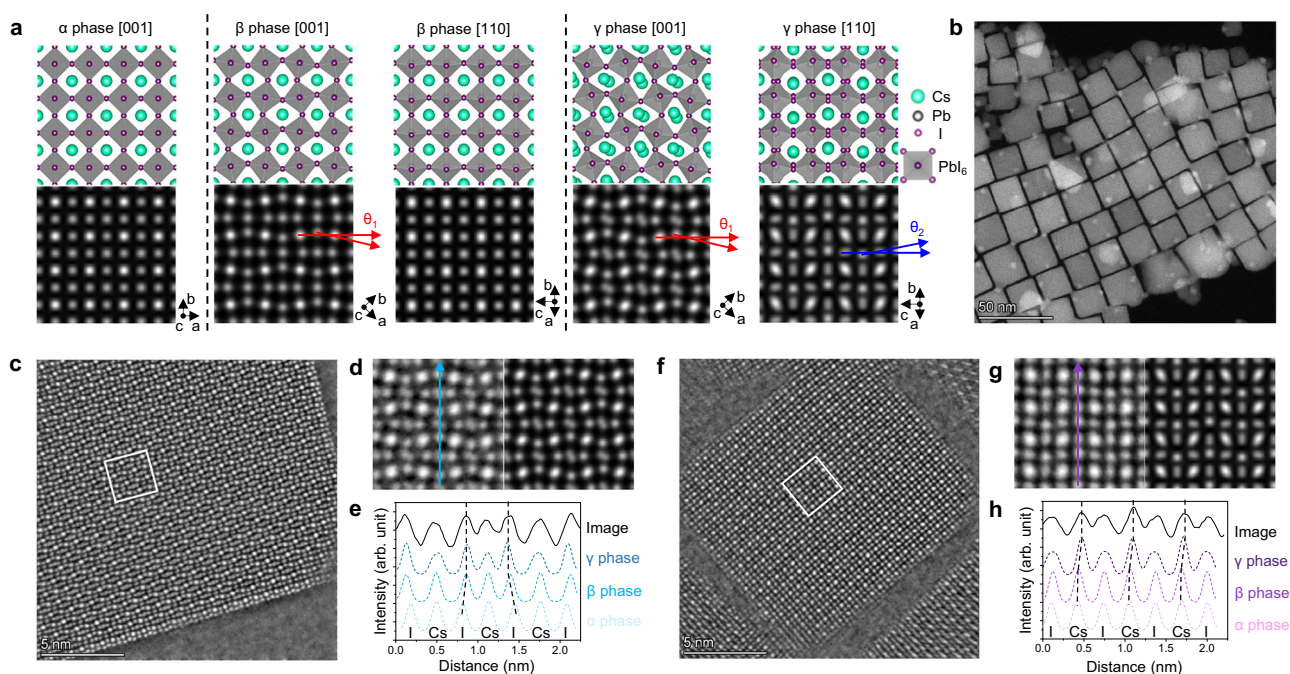 a
α phase [001]
β phase [001]
β phase [110]
γ phase [001]
γ phase [110]
Cs
Pb
I
PbI₆
θ₁
θ₁
θ₂
b
c
a
b
c
a
b
c
a
b
c
a
b
c
a
b
50 nm
c
5 nm
d
e
Intensity (arb. unit)
Image
γ phase
β phase
α phase
I Cs I Cs I Cs I
0.0 0.5 1.0 1.5 2.0
Distance (nm)
f
5 nm
g
h
Intensity (arb. unit)
Image
γ phase
β phase
α phase
I Cs I Cs I Cs I
0.0 0.5 1.0 1.5 2.0
Distance (nm)